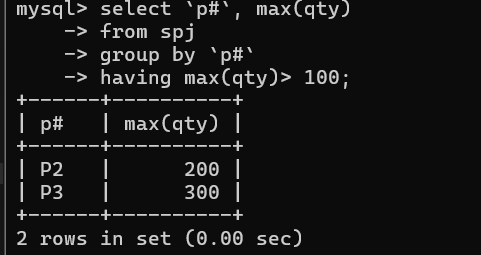 mysql> select `p#`, max(qty)
    -> from spj
    -> group by `p#`
    -> having max(qty)> 100;
+------+----------+
| p#   | max(qty) |
+------+----------+
| P2   |      200 |
| P3   |      300 |
+------+----------+
2 rows in set (0.00 sec)